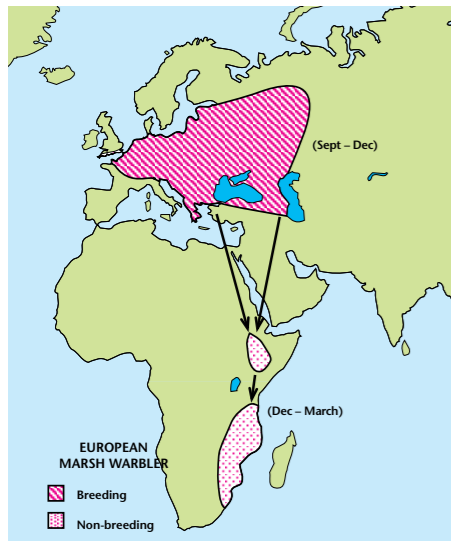 (Sept – Dec)
(Dec – March)
EUROPEAN
MARSH WARBLER
Breeding
Non-breeding